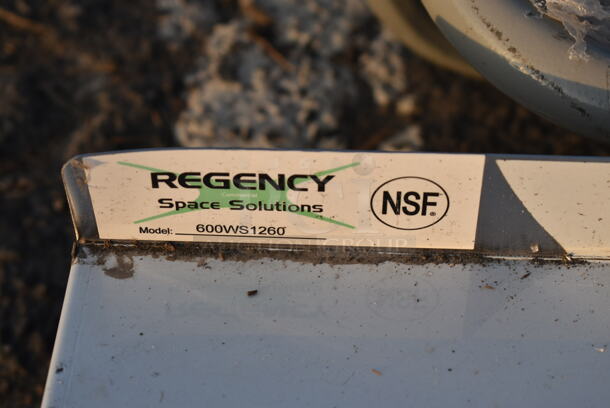 REGENCY
Space Solutions
Model: 600WS1260
NSF®